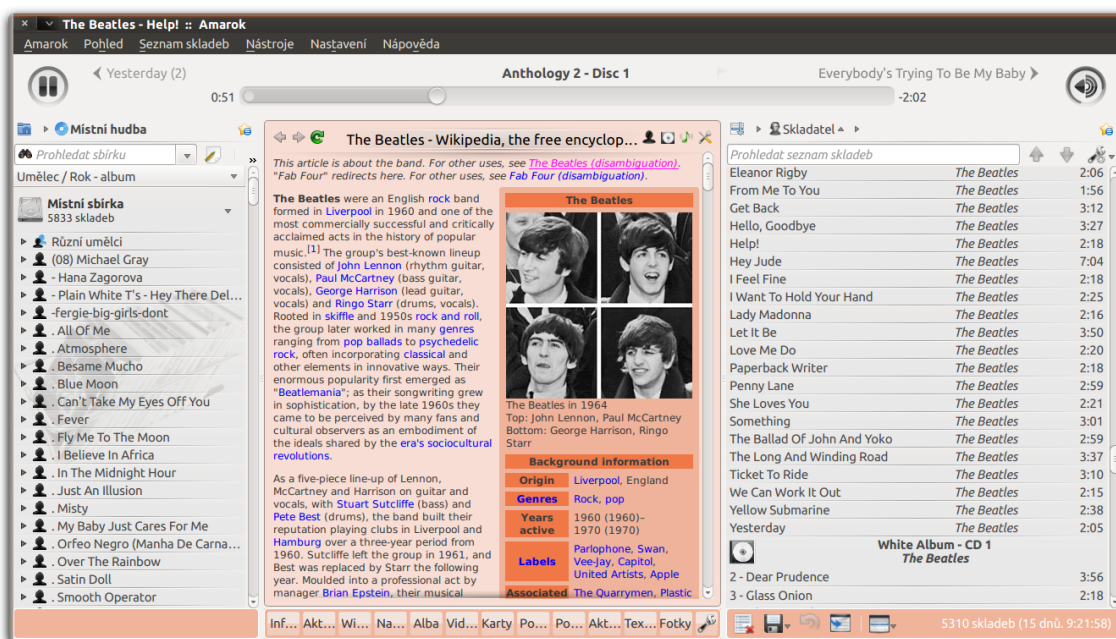 The Beatles - Help! :: Amarok
Amarok Pohled Seznam skladeb Nástroje Nastavení Nápověda
Yesterday (2)
Anthology 2 - Disc 1
Everybody's Trying To Be My Baby
0:51
-2:02
Místní hudba
Prohledat sbírku
Umělec / Rok - album
Místní sbirka
5833 skladeb
Různí umělci
(08) Michael Gray
- Hana Zagorova
- Plain White T's - Hey There Del...
-fergie-big-girls-dont
. All Of Me
. Atmosphere
. Besame Mucho
. Blue Moon
. Can't Take My Eyes Off You
. Fever
. Fly Me To The Moon
. I Believe In Africa
. In The Midnight Hour
. Just An Illusion
. Misty
. My Baby Just Cares For Me
. Orfeo Negro (Manha De Carna...
. Over The Rainbow
. Satin Doll
. Smooth Operator
The Beatles - Wikipedia, the free encyclop...
This article is about the band. For other uses, see The Beatles (disambiguation).
"Fab Four" redirects here. For other uses, see Fab Four (disambiguation).
The Beatles were an English rock band
formed in Liverpool in 1960 and one of the
most commercially successful and critically
acclaimed acts in the history of popular
music.[1] The group's best-known lineup
consisted of John Lennon (rhythm guitar,
vocals), Paul McCartney (bass guitar,
vocals), George Harrison (lead guitar,
vocals) and Ringo Starr (drums, vocals).
Rooted in skiffle and 1950s rock and roll,
the group later worked in many genres
ranging from pop ballads to psychedelic
rock, often incorporating classical and
other elements in innovative ways. Their
enormous popularity first emerged as
"Beatlemania"; as their songwriting grew
in sophistication, by the late 1960s they
came to be perceived by many fans and
cultural observers as an embodiment of
the ideals shared by the era's sociocultural
revolutions.
As a five-piece line-up of Lennon,
McCartney and Harrison on guitar and
vocals, with Stuart Sutcliffe (bass) and
Pete Best (drums), the band built their
reputation playing clubs in Liverpool and
Hamburg over a three-year period from
1960. Sutcliffe left the group in 1961, and
Best was replaced by Starr the following
year. Moulded into a professional act by
manager Brian Epstein, their musical
The Beatles
The Beatles in 1964
Top: John Lennon, Paul McCartney
Bottom: George Harrison, Ringo
Starr
Background information
Origin Liverpool, England
Genres Rock, pop
Years active 1960 (1960)–
1970 (1970)
Labels Parlophone, Swan,
Vee-Jay, Capitol,
United Artists, Apple
Associated The Quarrymen, Plastic
Inf... Akt... Wi... Na... Alba Vid... Karty Po... Po... Akt... Tex... Fotky
Skladatel
Prohledat seznam skladeb
Eleanor Rigby The Beatles 2:06
From Me To You The Beatles 1:56
Get Back The Beatles 3:12
Hello, Goodbye The Beatles 3:27
Help! The Beatles 2:18
Hey Jude The Beatles 7:04
I Feel Fine The Beatles 2:18
I Want To Hold Your Hand The Beatles 2:25
Lady Madonna The Beatles 2:16
Let It Be The Beatles 3:50
Love Me Do The Beatles 2:20
Paperback Writer The Beatles 2:18
Penny Lane The Beatles 2:59
She Loves You The Beatles 2:21
Something The Beatles 3:01
The Ballad Of John And Yoko The Beatles 2:59
The Long And Winding Road The Beatles 3:37
Ticket To Ride The Beatles 3:10
We Can Work It Out The Beatles 2:15
Yellow Submarine The Beatles 2:38
Yesterday The Beatles 2:05
White Album - CD 1
The Beatles
2 - Dear Prudence 3:56
3 - Glass Onion 2:18
5310 skladeb (15 dnů. 9:21:58)